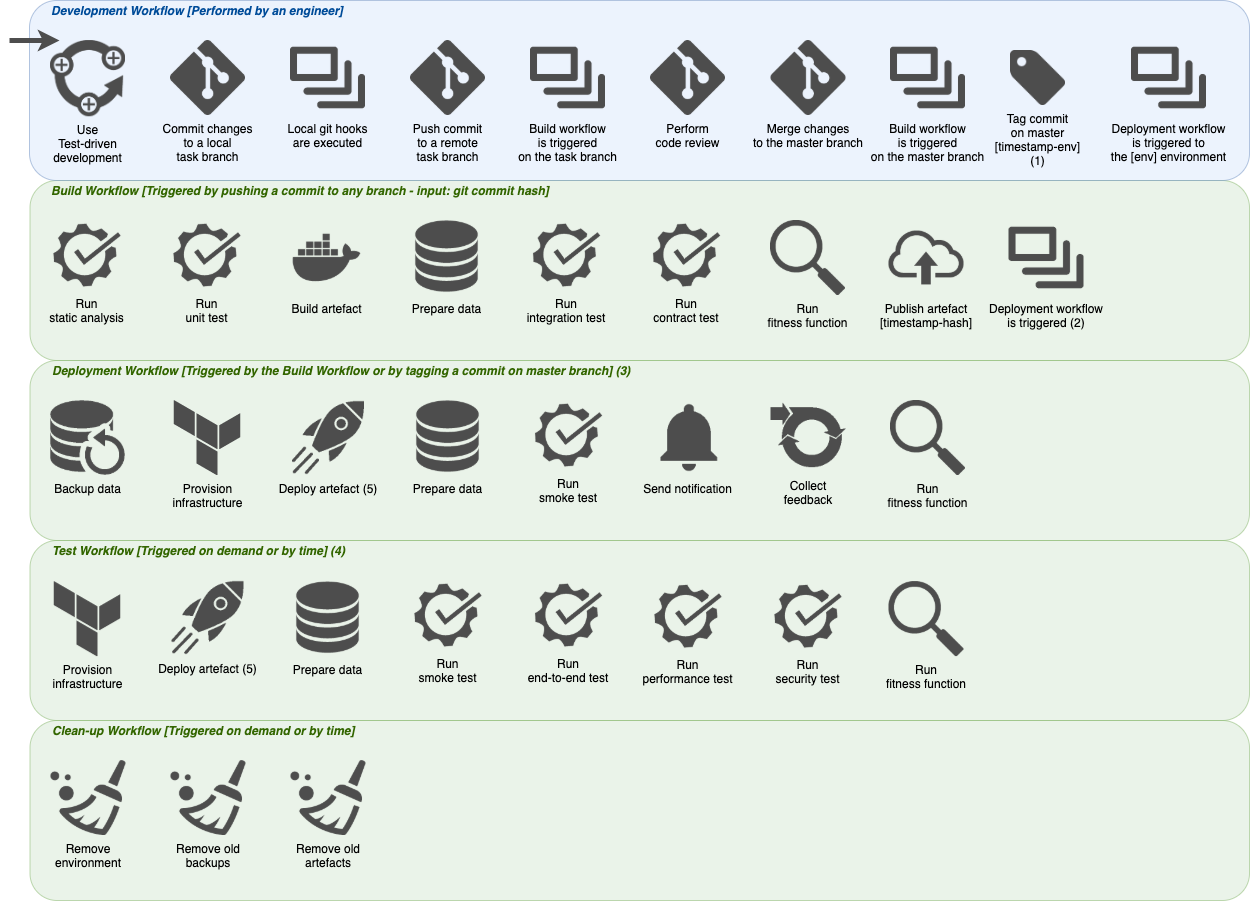 Development Workflow [Performed by an engineer]
Use
Test-driven
development
Commit changes
to a local
task branch
Local git hooks
are executed
Push commit
to a remote
task branch
Build workflow
is triggered
on the task branch
Perform
code review
Merge changes
to the master branch
Build workflow
is triggered
on the master branch
Tag commit
on master
[timestamp-env]
(1)
Deployment workflow
is triggered to
the [env] environment
Build Workflow [Triggered by pushing a commit to any branch - input: git commit hash]
Run
static analysis
Run
unit test
Build artefact
Prepare data
Run
integration test
Run
contract test
Run
fitness function
Publish artefact
[timestamp-hash]
Deployment workflow
is triggered (2)
Deployment Workflow [Triggered by the Build Workflow or by tagging a commit on master branch] (3)
Backup data
Provision
infrastructure
Deploy artefact (5)
Prepare data
Run
smoke test
Send notification
Collect
feedback
Run
fitness function
Test Workflow [Triggered on demand or by time] (4)
Provision
infrastructure
Deploy artefact (5)
Prepare data
Run
smoke test
Run
end-to-end test
Run
performance test
Run
security test
Run
fitness function
Clean-up Workflow [Triggered on demand or by time]
Remove
environment
Remove old
backups
Remove old
artefacts